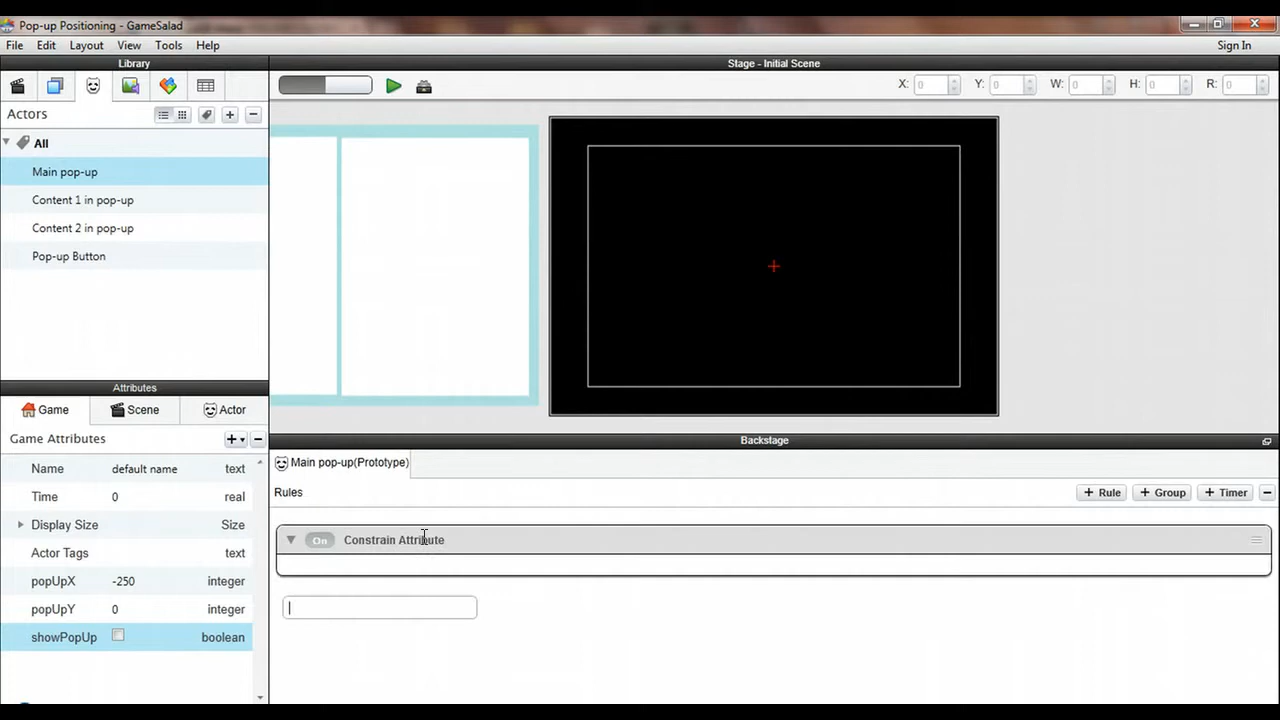 Pop-up Positioning - GameSalad
File Edit Layout View Tools Help Sign In
Library
Stage - Initial Scene
X: 0 Y: 0 W: 0 H: 0 R: 0
Actors
All
Main pop-up
Content 1 in pop-up
Content 2 in pop-up
Pop-up Button
Attributes
Game Scene Actor
Game Attributes
Name default name text
Time 0 real
Display Size Size
Actor Tags text
popUpX -250 integer
popUpY 0 integer
showPopUp boolean
Backstage
Main pop-up(Prototype)
Rules + Rule + Group + Timer
On Constrain Attribute